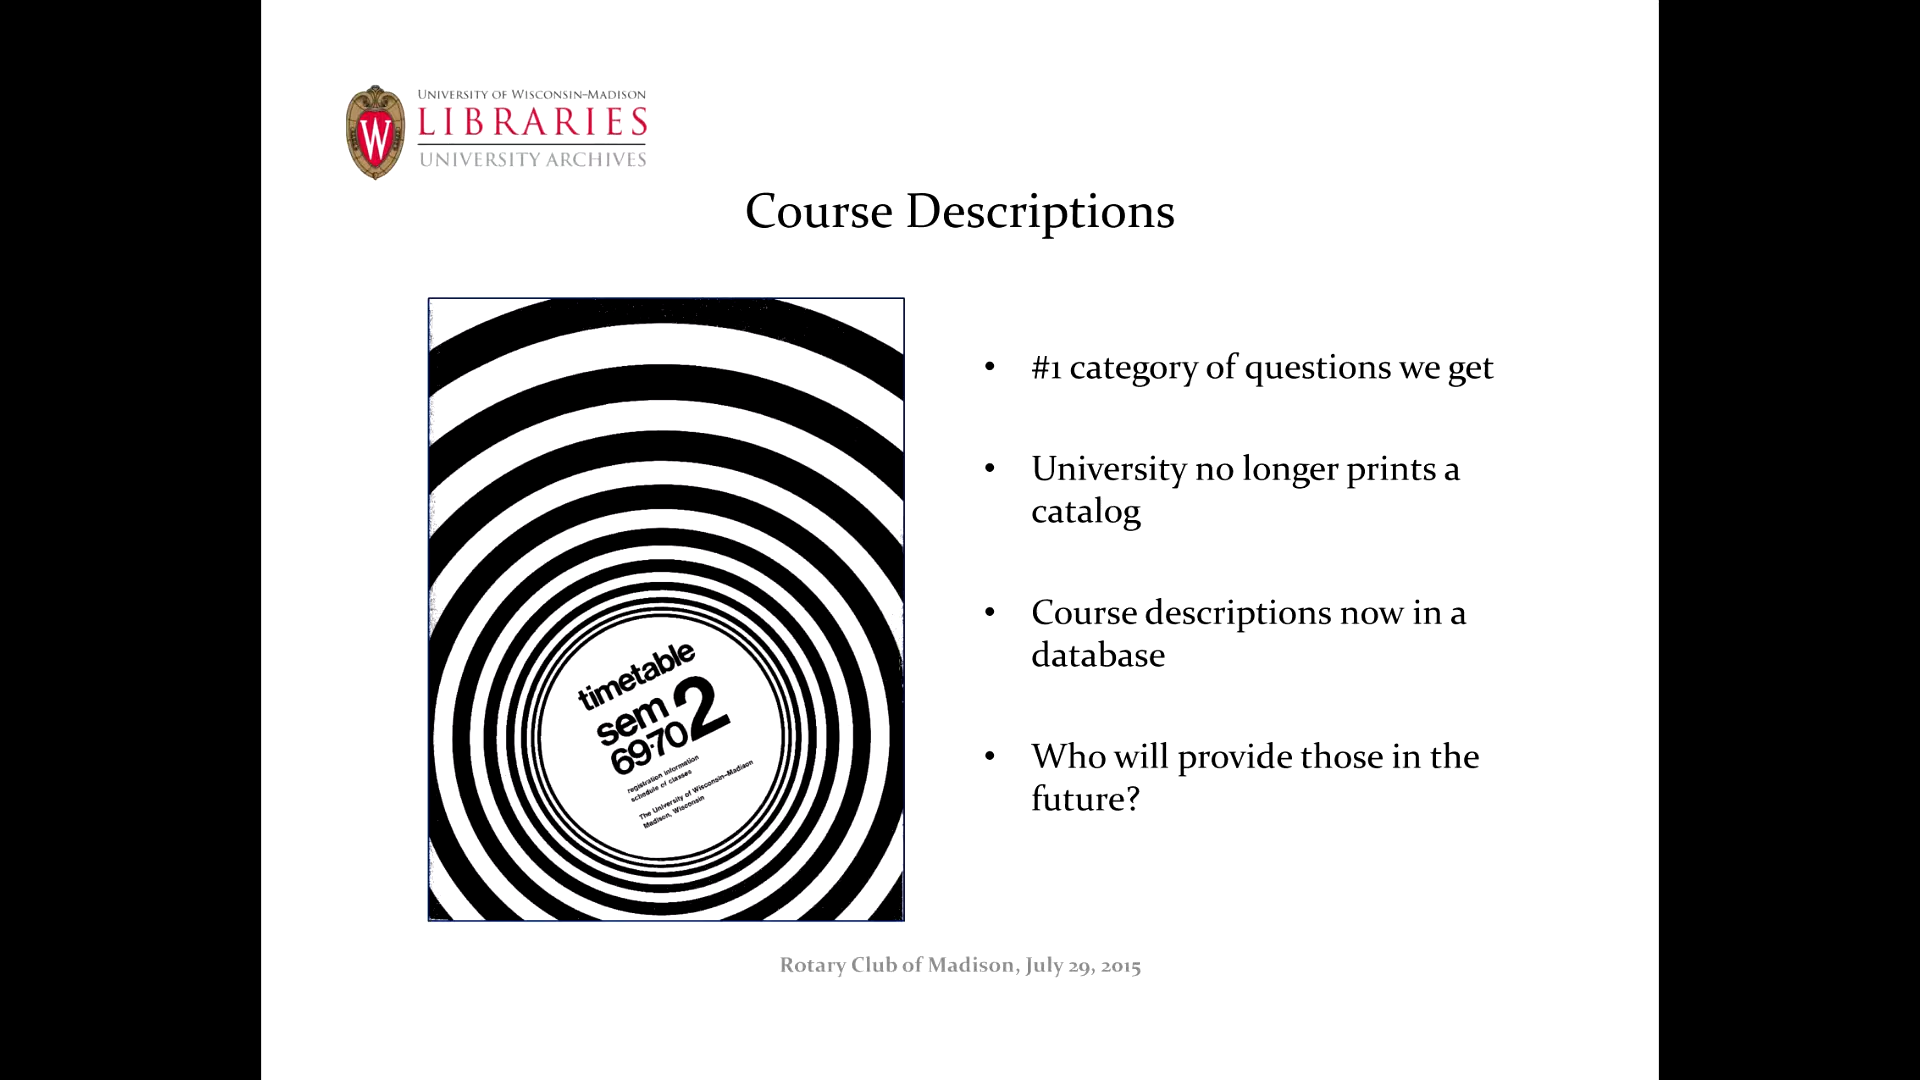 UNIVERSITY OF WISCONSIN–MADISON
LIBRARIES
UNIVERSITY ARCHIVES
Course Descriptions
timetable
sem 2
69-70
registration information
schedule of classes
The University of Wisconsin–Madison
Madison, Wisconsin
• #1 category of questions we get
• University no longer prints a
catalog
• Course descriptions now in a
database
• Who will provide those in the
future?
Rotary Club of Madison, July 29, 2015